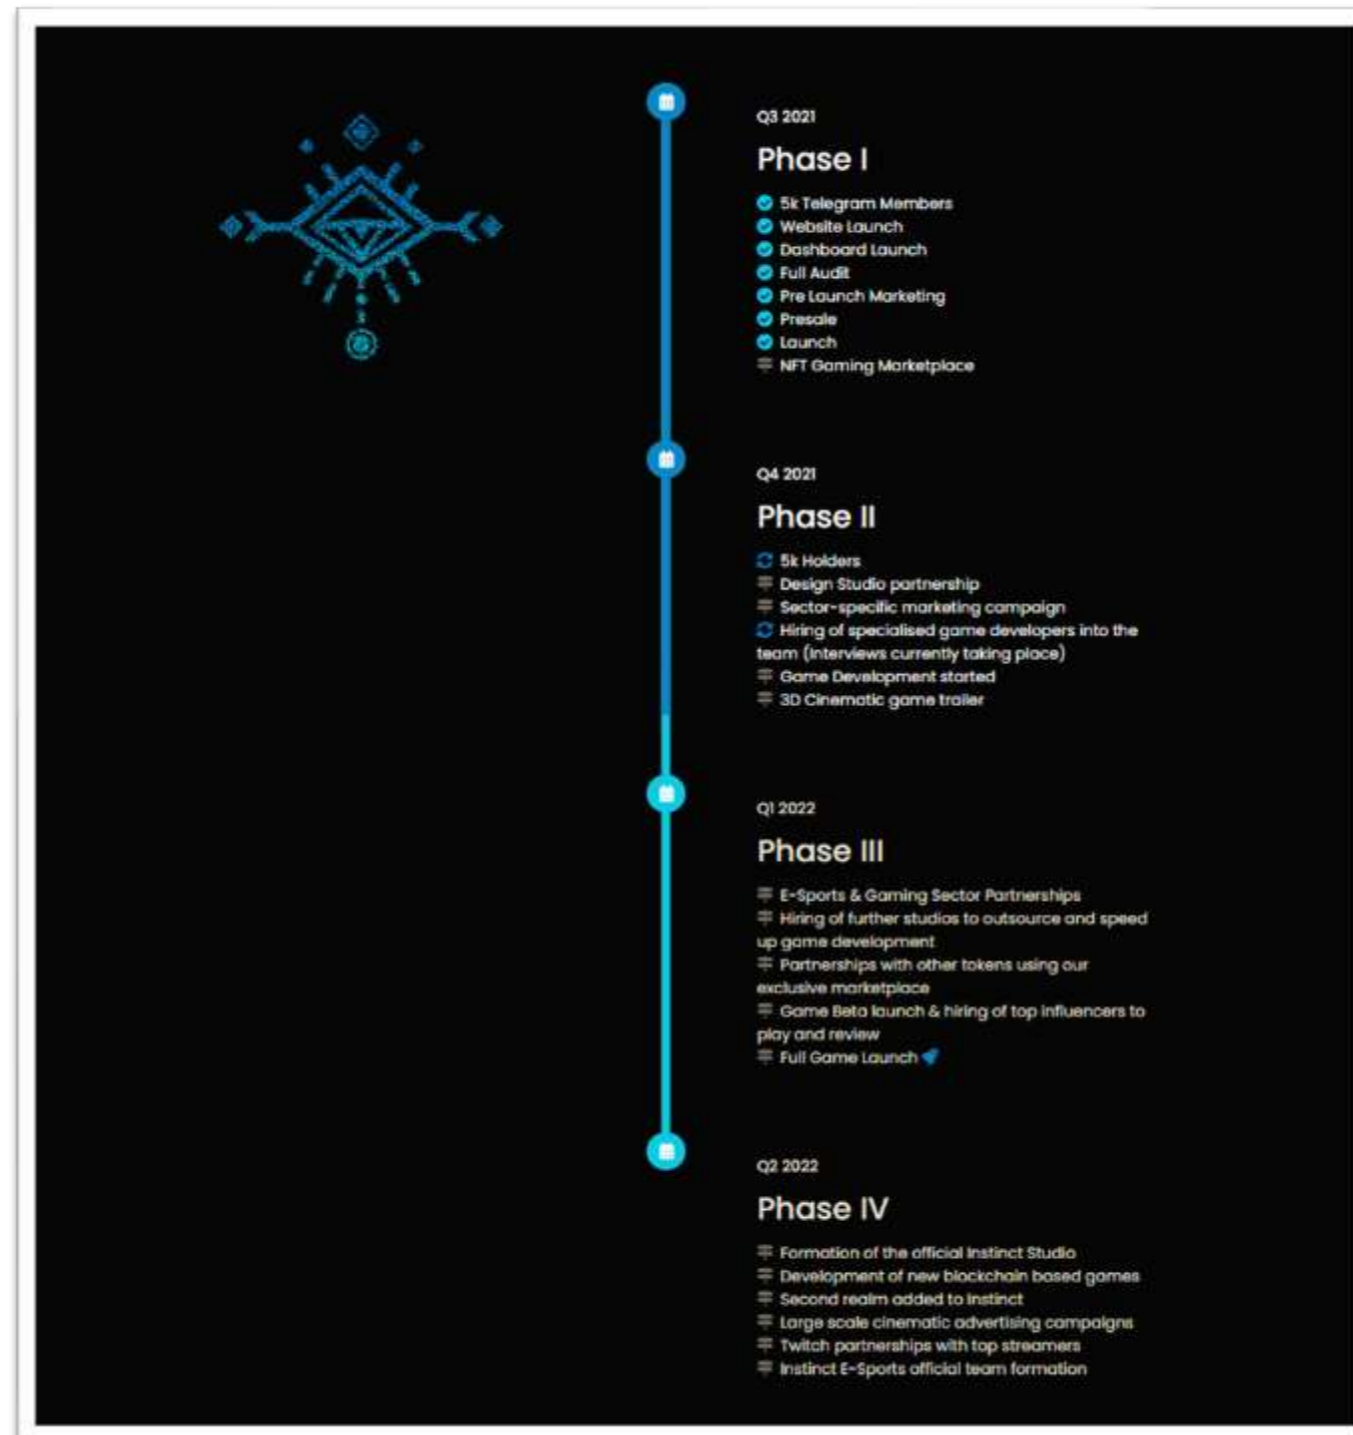 Q3 2021
Phase I
5k Telegram Members
Website Launch
Dashboard Launch
Full Audit
Pre Launch Marketing
Presale
Launch
NFT Gaming Marketplace
Q4 2021
Phase II
5k Holders
Design Studio partnership
Sector-specific marketing campaign
Hiring of specialised game developers into the
team (Interviews currently taking place)
Game Development started
3D Cinematic game trailer
Q1 2022
Phase III
E-Sports & Gaming Sector Partnerships
Hiring of further studios to outsource and speed
up game development
Partnerships with other tokens using our
exclusive marketplace
Game Beta launch & hiring of top influencers to
play and review
Full Game Launch
Q2 2022
Phase IV
Formation of the official Instinct Studio
Development of new blockchain based games
Second realm added to Instinct
Large scale cinematic advertising campaigns
Twitch partnerships with top streamers
Instinct E-Sports official team formation